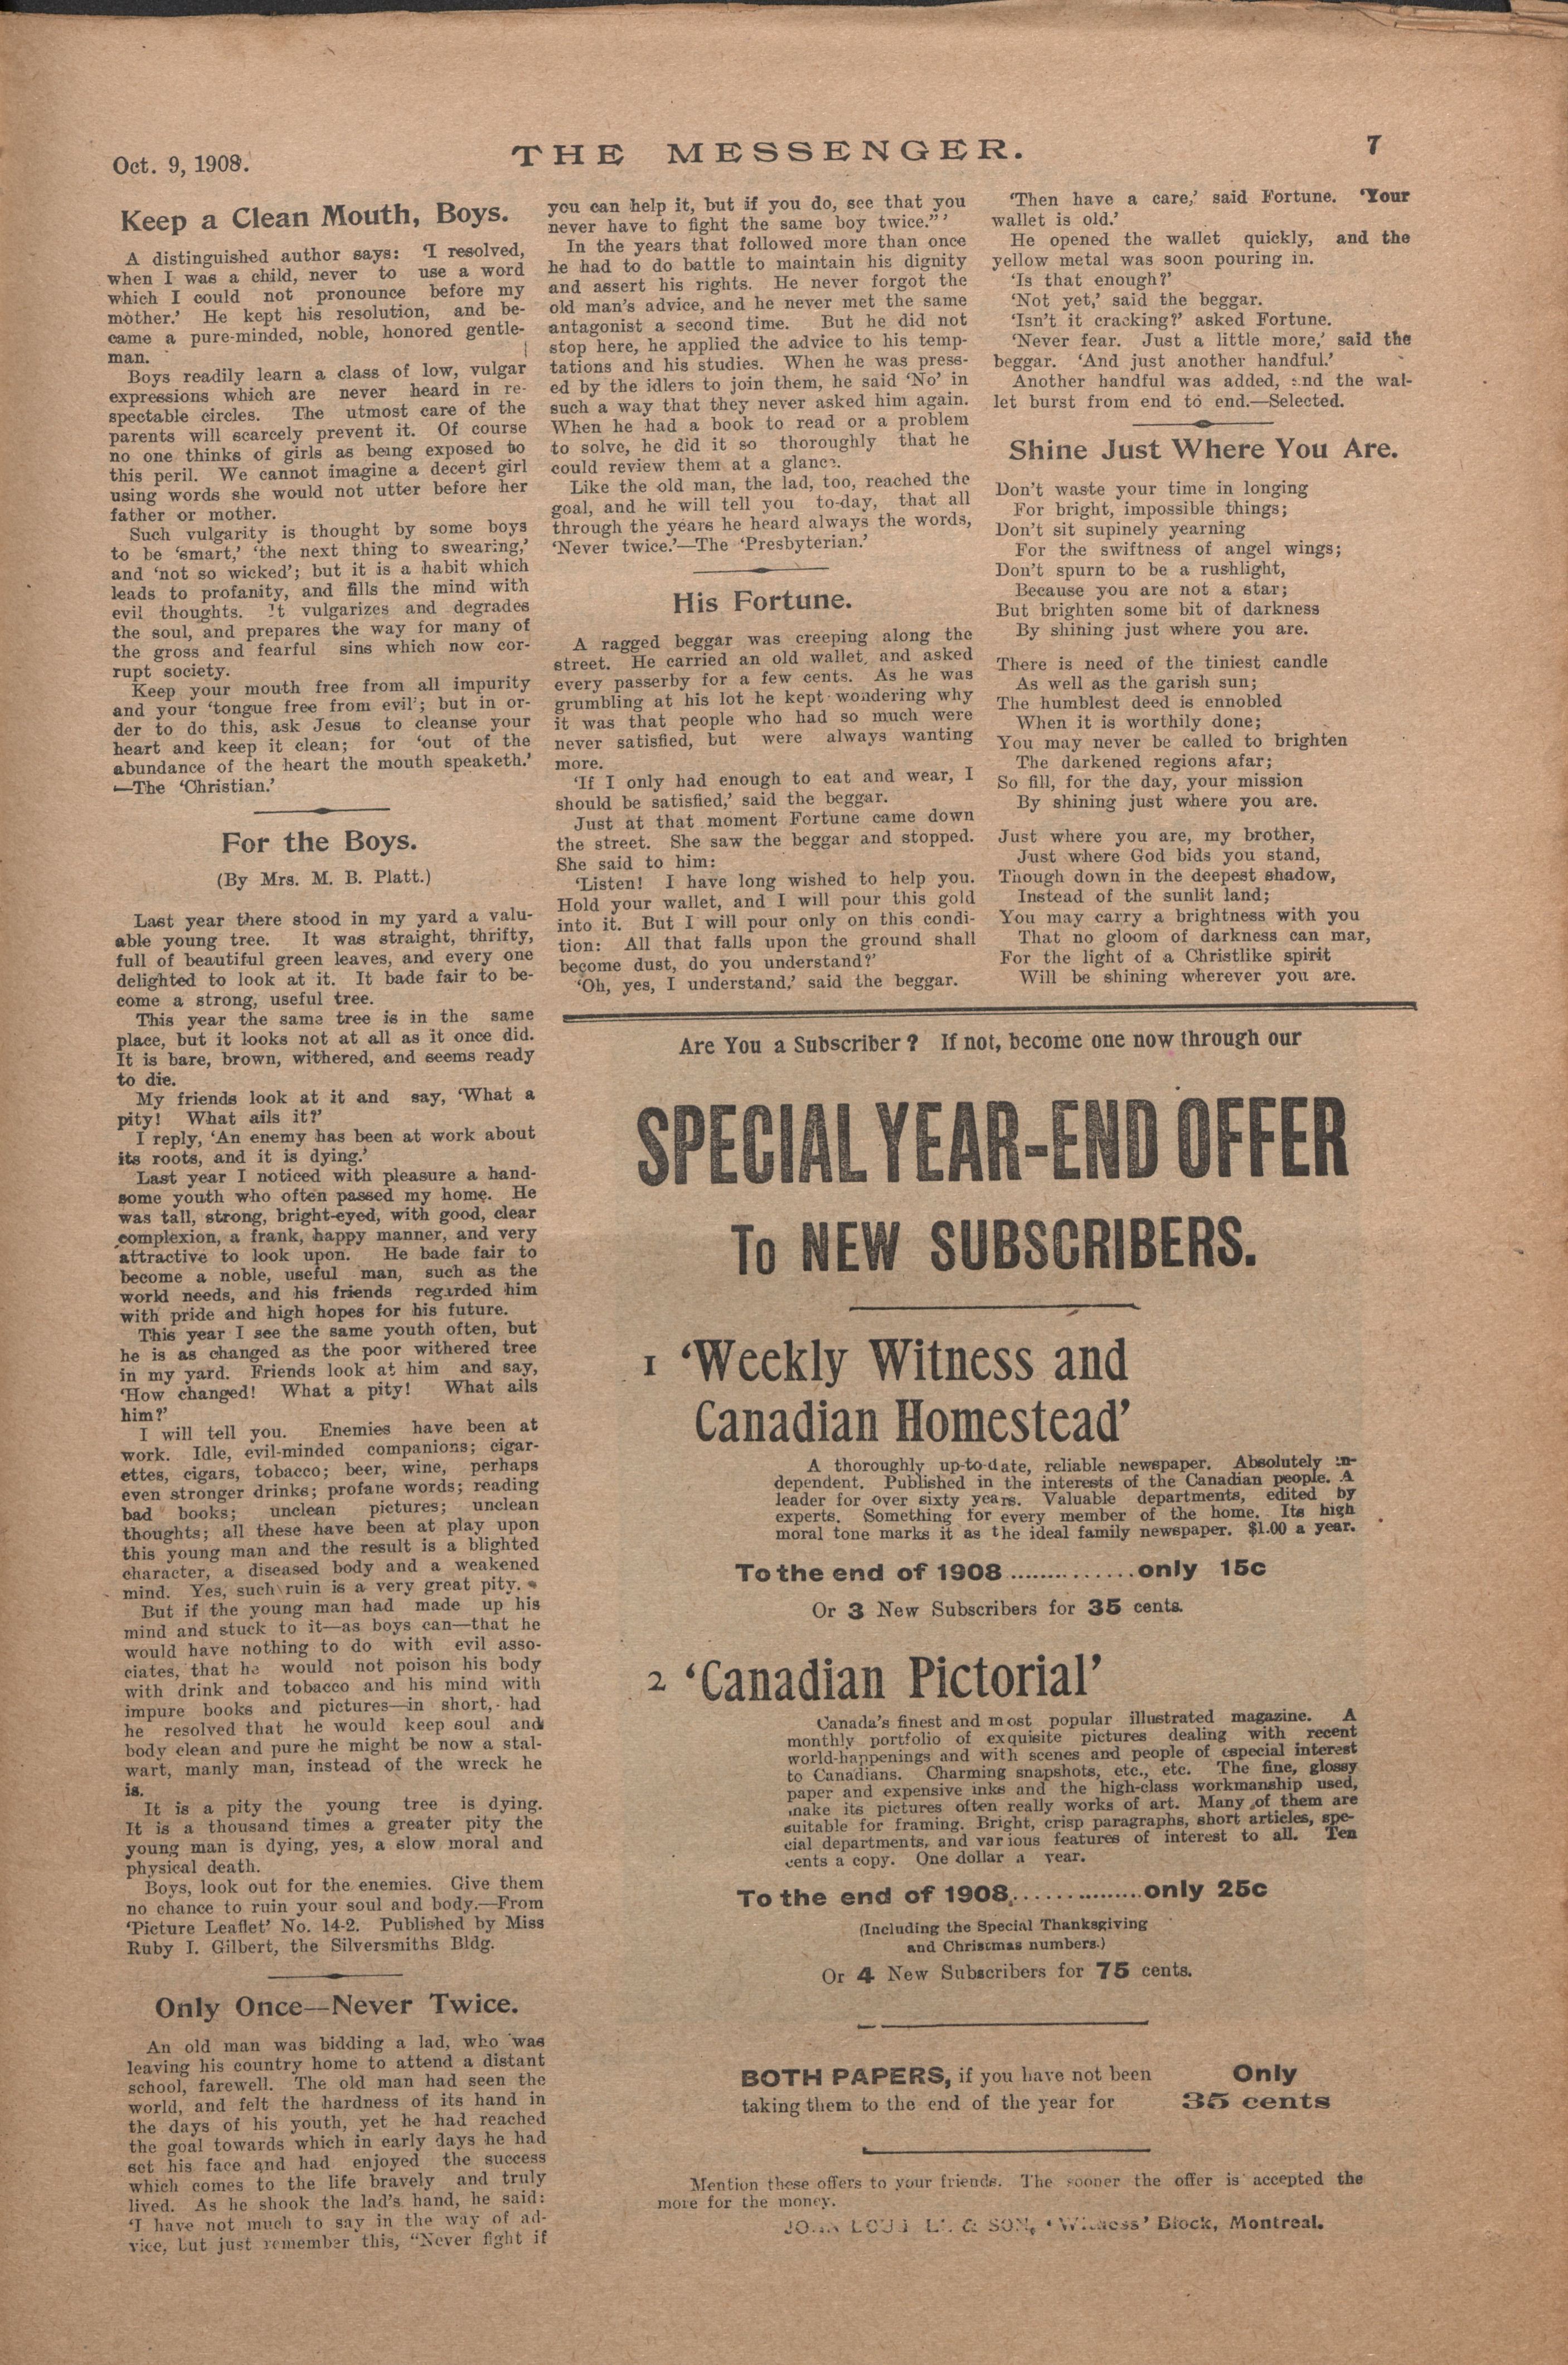 Oct. 9, 1908.
THE MESSENGER.
7
Keep a Clean Mouth, Boys.
A distinguished author says: ‘I resolved,
when I was a child, never to use a word
which I could not pronounce before my
mother.’ He kept his resolution, and be-
came a pure-minded, noble, honored gentle-
man.
Boys readily learn a class of low, vulgar
expressions which are never heard in re-
spectable circles. The utmost care of the
parents will scarcely prevent it. Of course
no one thinks of girls as being exposed to
this peril. We cannot imagine a decent girl
using words she would not utter before her
father or mother.
Such vulgarity is thought by some boys
to be ‘smart,’ ‘the next thing to swearing,’
and ‘not so wicked’; but it is a habit which
leads to profanity, and fills the mind with
evil thoughts. It vulgarizes and degrades
the soul, and prepares the way for many of
the gross and fearful sins which now cor-
rupt society.
Keep your mouth free from all impurity
and your ‘tongue free from evil’; but in or-
der to do this, ask Jesus to cleanse your
heart and keep it clean; for ‘out of the
abundance of the heart the mouth speaketh.’
—The ‘Christian.’
For the Boys.
(By Mrs. M. B. Platt.)
Last year there stood in my yard a valu-
able young tree. It was straight, thrifty,
full of beautiful green leaves, and every one
delighted to look at it. It bade fair to be-
come a strong, useful tree.
This year the same tree is in the same
place, but it looks not at all as it once did.
It is bare, brown, withered, and seems ready
to die.
My friends look at it and say, ‘What a
pity! What ails it?’
I reply, ‘An enemy has been at work about
its roots, and it is dying.’
Last year I noticed with pleasure a hand-
some youth who often passed my home. He
was tall, strong, bright-eyed, with good, clear
complexion, a frank, happy manner, and very
attractive to look upon. He bade fair to
become a noble, useful man, such as the
world needs, and his friends regarded him
with pride and high hopes for his future.
This year I see the same youth often, but
he is as changed as the poor withered tree
in my yard. Friends look at him and say,
‘How changed! What a pity! What ails
him?’
I will tell you. Enemies have been at
work. Idle, evil-minded companions; cigar-
ettes, cigars, tobacco; beer, wine, perhaps
even stronger drinks; profane words; reading
bad books; unclean pictures; unclean
thoughts; all these have been at play upon
this young man and the result is a blighted
character, a diseased body and a weakened
mind. Yes, such ruin is a very great pity.
But if the young man had made up his
mind and stuck to it—as boys can—that he
would have nothing to do with evil asso-
ciates, that he would not poison his body
with drink and tobacco and his mind with
impure books and pictures—in short, had
he resolved that he would keep soul and
body clean and pure he might be now a stal-
wart, manly man, instead of the wreck he
is.
It is a pity the young tree is dying.
It is a thousand times a greater pity the
young man is dying, yes, a slow moral and
physical death.
Boys, look out for the enemies. Give them
no chance to ruin your soul and body.—From
‘Picture Leaflet’ No. 14-2. Published by Miss
Ruby I. Gilbert, the Silversmiths Bldg.
Only Once—Never Twice.
An old man was bidding a lad, who was
leaving his country home to attend a distant
school, farewell. The old man had seen the
world, and felt the hardness of its hand in
the days of his youth, yet he had reached
the goal towards which in early days he had
set his face and had enjoyed the success
which comes to the life bravely and truly
lived. As he shook the lad’s hand, he said:
‘I have not much to say in the way of ad-
vice, but just remember this, “Never fight if
you can help it, but if you do, see that you
never have to fight the same boy twice.”’
In the years that followed more than once
he had to do battle to maintain his dignity
and assert his rights. He never forgot the
old man’s advice, and he never met the same
antagonist a second time. But he did not
stop here, he applied the advice to his temp-
tations and his studies. When he was press-
ed by the idlers to join them, he said ‘No’ in
such a way that they never asked him again.
When he had a book to read or a problem
to solve, he did it so thoroughly that he
could review them at a glance.
Like the old man, the lad, too, reached the
goal, and he will tell you to-day, that all
through the years he heard always the words,
‘Never twice.’—The ‘Presbyterian.’
His Fortune.
A ragged beggar was creeping along the
street. He carried an old wallet, and asked
every passerby for a few cents. As he was
grumbling at his lot he kept wondering why
it was that people who had so much were
never satisfied, but were always wanting
more.
‘If I only had enough to eat and wear, I
should be satisfied,’ said the beggar.
Just at that moment Fortune came down
the street. She saw the beggar and stopped.
She said to him:
‘Listen! I have long wished to help you.
Hold your wallet, and I will pour this gold
into it. But I will pour only on this condi-
tion: All that falls upon the ground shall
become dust, do you understand?’
‘Oh, yes, I understand,’ said the beggar.
‘Then have a care,’ said Fortune. ‘Your
wallet is old.’
He opened the wallet quickly, and the
yellow metal was soon pouring in.
‘Is that enough?’
‘Not yet,’ said the beggar.
‘Isn’t it cracking?’ asked Fortune.
‘Never fear. Just a little more,’ said the
beggar. ‘And just another handful.’
Another handful was added, and the wal-
let burst from end to end.—Selected.
Shine Just Where You Are.
Don’t waste your time in longing
For bright, impossible things;
Don’t sit supinely yearning
For the swiftness of angel wings;
Don’t spurn to be a rushlight,
Because you are not a star;
But brighten some bit of darkness
By shining just where you are.
There is need of the tiniest candle
As well as the garish sun;
The humblest deed is ennobled
When it is worthily done;
You may never be called to brighten
The darkened regions afar;
So fill, for the day, your mission
By shining just where you are.
Just where you are, my brother,
Just where God bids you stand,
Though down in the deepest shadow,
Instead of the sunlit land;
You may carry a brightness with you
That no gloom of darkness can mar,
For the light of a Christlike spirit
Will be shining wherever you are.
Are You a Subscriber? If not, become one now through our
SPECIAL YEAR-END OFFER
To NEW SUBSCRIBERS.
1 ‘Weekly Witness and
Canadian Homestead’
A thoroughly up-to-date, reliable newspaper. Absolutely in-
dependent. Published in the interests of the Canadian people. A
leader for over sixty years. Valuable departments, edited by
experts. Something for every member of the home. Its high
moral tone marks it as the ideal family newspaper. $1.00 a year.
To the end of 1908..............only 15c
Or 3 New Subscribers for 35 cents.
2 ‘Canadian Pictorial’
Canada’s finest and most popular illustrated magazine. A
monthly portfolio of exquisite pictures dealing with recent
world-happenings and with scenes and people of especial interest
to Canadians. Charming snapshots, etc., etc. The fine, glossy
paper and expensive inks and the high-class workmanship used,
make its pictures often really works of art. Many of them are
suitable for framing. Bright, crisp paragraphs, short articles, spe-
cial departments, and various features of interest to all. Ten
cents a copy. One dollar a year.
To the end of 1908...............only 25c
(Including the Special Thanksgiving
and Christmas numbers.)
Or 4 New Subscribers for 75 cents.
BOTH PAPERS, if you have not been
taking them to the end of the year for
Only
35 cents
Mention these offers to your friends. The sooner the offer is accepted the
more for the money.
JOHN & SON, ‘Witness’ Block, Montreal.